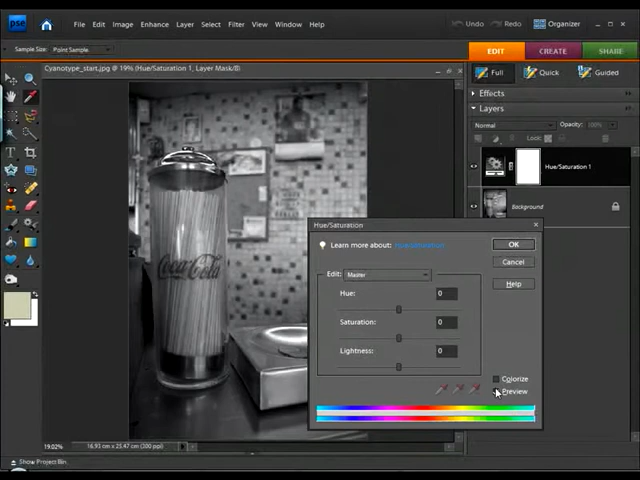 pse
File Edit Image Enhance Layer Select Filter View Window Help
Undo Redo Organizer
Sample Size: Point Sample
EDIT CREATE SHARE
Cyanotype_start.jpg @ 19% (Hue/Saturation 1, Layer Mask/8)
Full Quick Guided
Effects
Layers
Normal Opacity: 100%
Lock:
Hue/Saturation 1
Background
Coca-Cola
Hue/Saturation
Learn more about: Hue/Saturation
OK
Cancel
Help
Edit: Master
Hue: 0
Saturation: 0
Lightness: 0
Colorize
Preview
19.02% 16.93 cm x 25.47 cm (300 ppi)
Show Project Bin